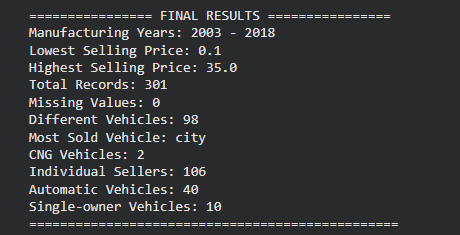 ================ FINAL RESULTS ================
Manufacturing Years: 2003 - 2018
Lowest Selling Price: 0.1
Highest Selling Price: 35.0
Total Records: 301
Missing Values: 0
Different Vehicles: 98
Most Sold Vehicle: city
CNG Vehicles: 2
Individual Sellers: 106
Automatic Vehicles: 40
Single-owner Vehicles: 10
================================================